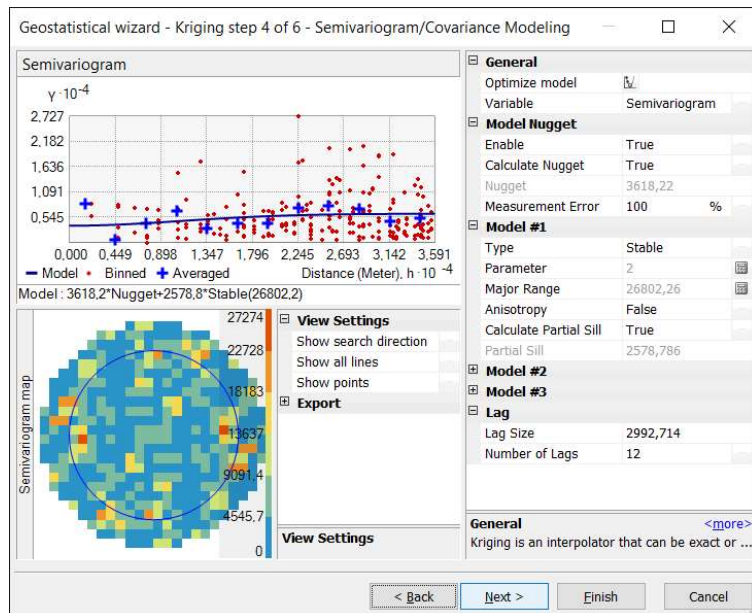 Geostatistical wizard - Kriging step 4 of 6 - Semivariogram/Covariance Modeling
Semivariogram
γ ·10⁻⁴
2,727
2,182
1,636
1,091
0,545
0,000 0,449 0,898 1,347 1,796 2,245 2,693 3,142 3,591
Model Binned Averaged Distance (Meter), h ·10⁻⁴
Model : 3618,2*Nugget+2578,8*Stable(26802,2)
Semivariogram map
27274
22728
18183
13637
9091,4
4545,7
0
View Settings
Show search direction
Show all lines
Show points
Export
View Settings
General
Optimize model
Variable Semivariogram
Model Nugget
Enable True
Calculate Nugget True
Nugget 3618,22
Measurement Error 100 %
Model #1
Type Stable
Parameter 2
Major Range 26802,26
Anisotropy False
Calculate Partial Sill True
Partial Sill 2578,786
Model #2
Model #3
Lag
Lag Size 2992,714
Number of Lags 12
General <more>
Kriging is an interpolator that can be exact or ...
< Back Next > Finish Cancel